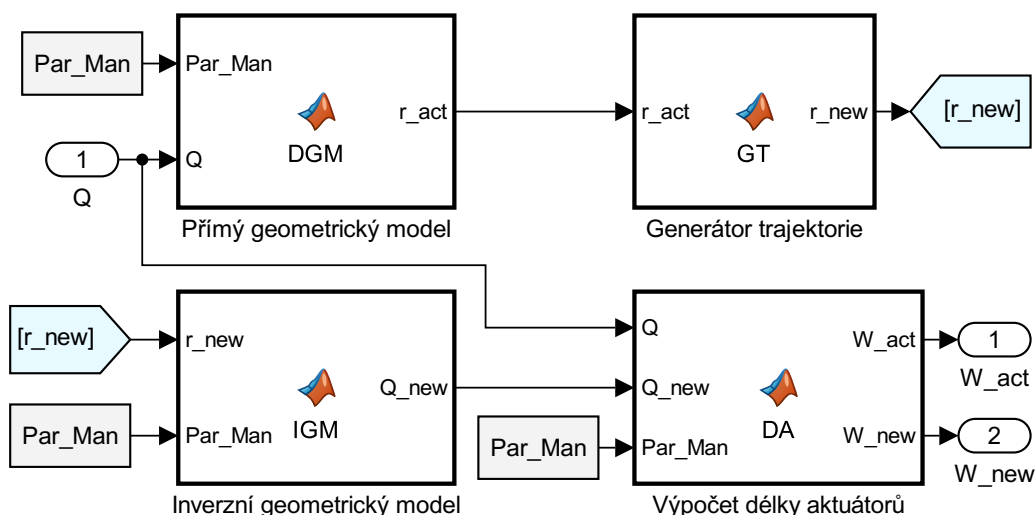 Par_Man
Par_Man
r_act
r_act
r_new
[r_new]
DGM
GT
1
Q
Q
Přímý geometrický model
Generátor trajektorie
[r_new]
r_new
Q
W_act
1
W_act
Q_new
Q_new
IGM
DA
Par_Man
Par_Man
Par_Man
Par_Man
W_new
2
W_new
Inverzní geometrický model
Výpočet délky aktuátorů